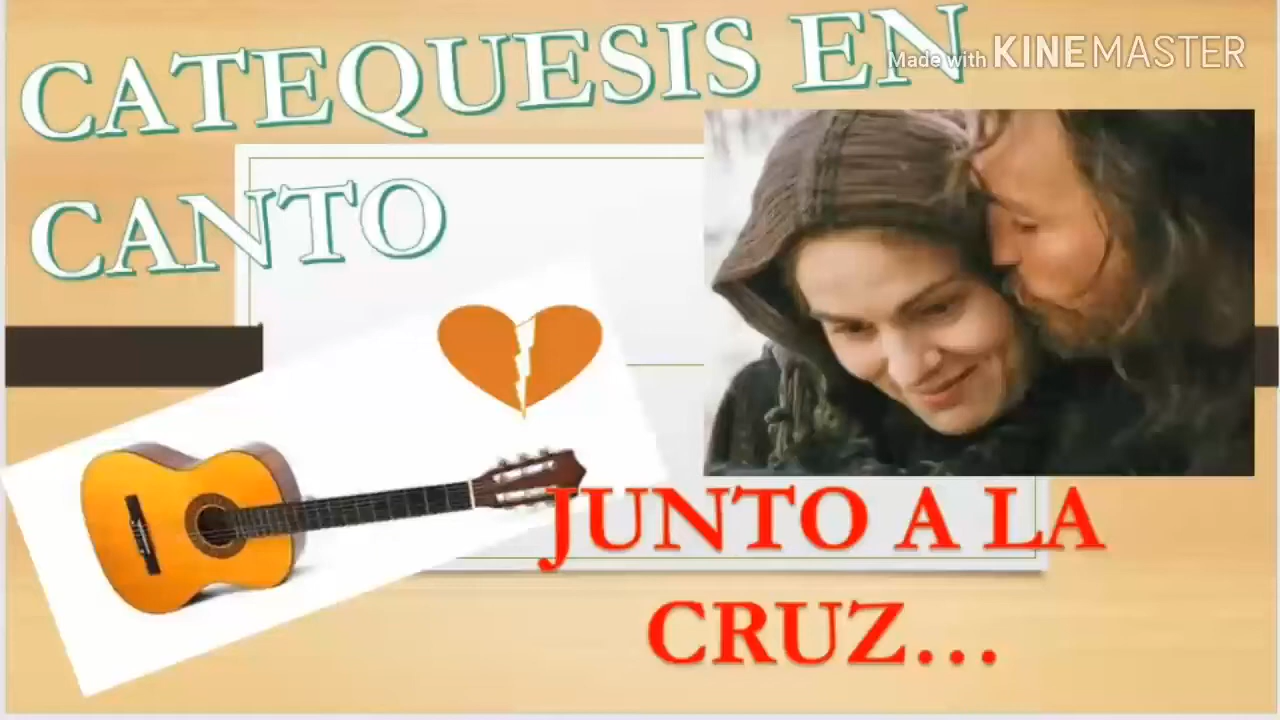 CATEQUESIS EN
CANTO
Made with KINEMASTER
JUNTO A LA
CRUZ...